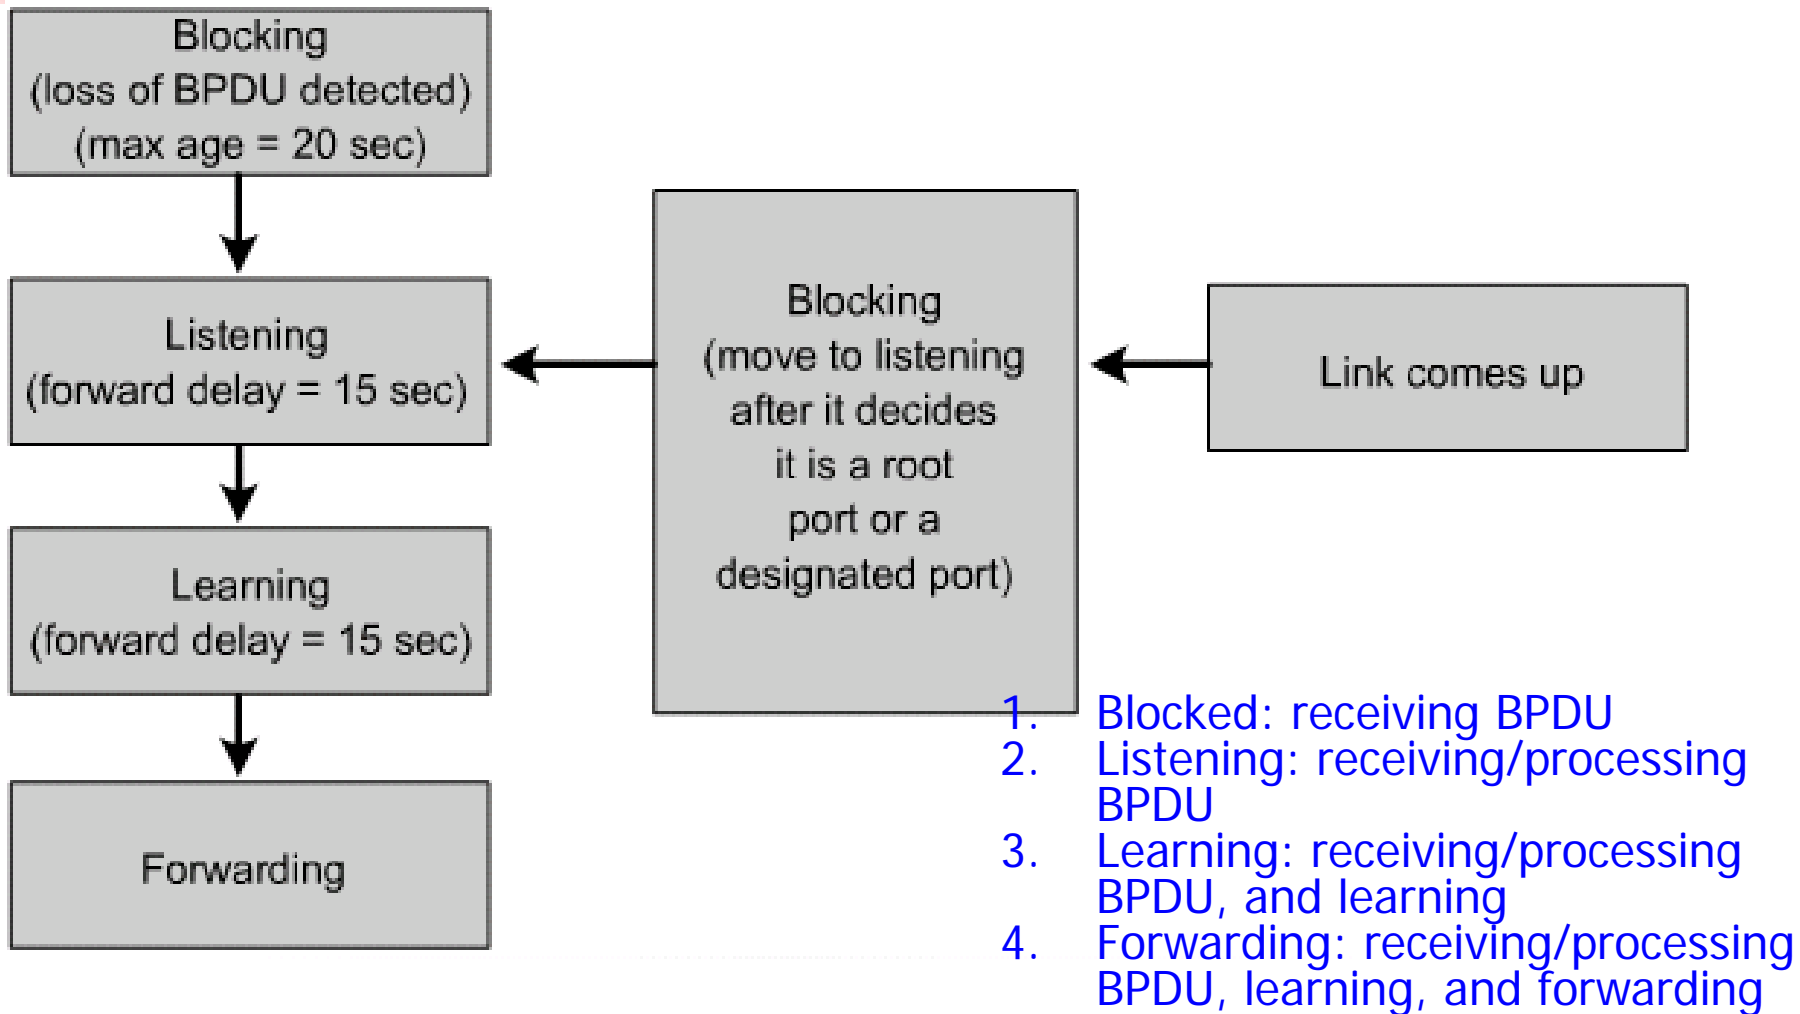 Blocking
(loss of BPDU detected)
(max age = 20 sec)
Listening
(forward delay = 15 sec)
Learning
(forward delay = 15 sec)
Forwarding
Blocking
(move to listening
after it decides
it is a root
port or a
designated port)
Link comes up
1. Blocked: receiving BPDU
2. Listening: receiving/processing
BPDU
3. Learning: receiving/processing
BPDU, and learning
4. Forwarding: receiving/processing
BPDU, learning, and forwarding